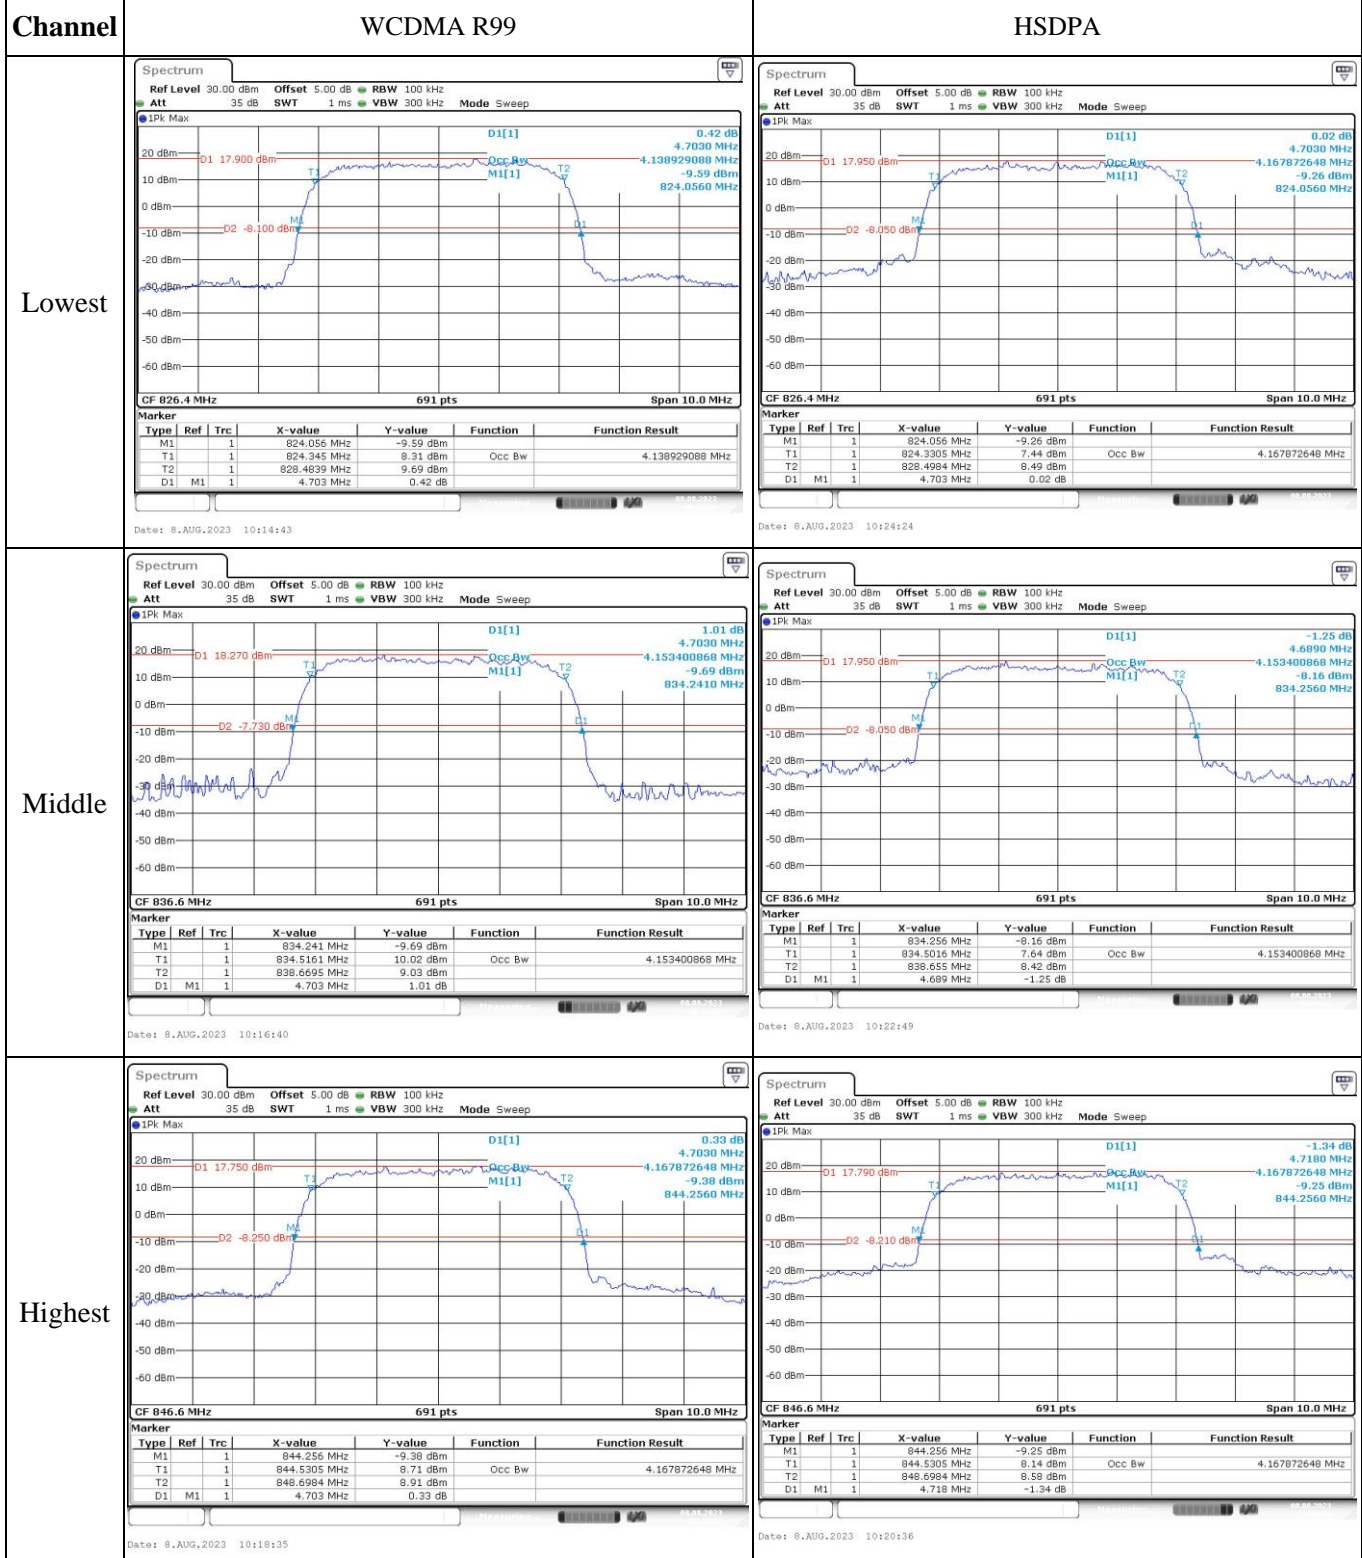 Channel WCDMA R99 HSDPA
Lowest
Spectrum
Ref Level 30.00 dBm Offset 5.00 dB RBW 100 kHz
Att 35 dB SWT 1 ms VBW 300 kHz Mode Sweep
1Pk Max
D1[1] 0.42 dB
4.7030 MHz
20 dBm
D1 17.900 dBm
Occ Bw 4.138929088 MHz
M1[1] -9.59 dBm
824.0560 MHz
T1
T2
10 dBm
0 dBm
M1
D1
D2 -8.100 dBm
-10 dBm
-20 dBm
-30 dBm
-40 dBm
-50 dBm
-60 dBm
CF 826.4 MHz 691 pts Span 10.0 MHz
Marker
Type Ref Trc X-value Y-value Function Function Result
M1 1 824.056 MHz -9.59 dBm
T1 1 824.345 MHz 8.31 dBm Occ Bw 4.138929088 MHz
T2 1 828.4839 MHz 9.69 dBm
D1 M1 1 4.703 MHz 0.42 dB
Date: 8.AUG.2023 10:14:43
Spectrum
Ref Level 30.00 dBm Offset 5.00 dB RBW 100 kHz
Att 35 dB SWT 1 ms VBW 300 kHz Mode Sweep
1Pk Max
D1[1] 0.02 dB
4.7030 MHz
20 dBm
D1 17.950 dBm
Occ Bw 4.167872648 MHz
M1[1] -9.26 dBm
824.0560 MHz
T1
T2
10 dBm
0 dBm
M1
D1
D2 -8.050 dBm
-10 dBm
-20 dBm
-30 dBm
-40 dBm
-50 dBm
-60 dBm
CF 826.4 MHz 691 pts Span 10.0 MHz
Marker
Type Ref Trc X-value Y-value Function Function Result
M1 1 824.056 MHz -9.26 dBm
T1 1 824.3305 MHz 7.44 dBm Occ Bw 4.167872648 MHz
T2 1 828.4984 MHz 8.49 dBm
D1 M1 1 4.703 MHz 0.02 dB
Date: 8.AUG.2023 10:24:24
Middle
Spectrum
Ref Level 30.00 dBm Offset 5.00 dB RBW 100 kHz
Att 35 dB SWT 1 ms VBW 300 kHz Mode Sweep
1Pk Max
D1[1] 1.01 dB
4.7030 MHz
20 dBm
D1 18.270 dBm
Occ Bw 4.153400868 MHz
M1[1] -9.69 dBm
834.2410 MHz
T1
T2
10 dBm
0 dBm
M1
D1
D2 -7.730 dBm
-10 dBm
-20 dBm
-30 dBm
-40 dBm
-50 dBm
-60 dBm
CF 836.6 MHz 691 pts Span 10.0 MHz
Marker
Type Ref Trc X-value Y-value Function Function Result
M1 1 834.241 MHz -9.69 dBm
T1 1 834.5161 MHz 10.02 dBm Occ Bw 4.153400868 MHz
T2 1 838.6695 MHz 9.03 dBm
D1 M1 1 4.703 MHz 1.01 dB
Date: 8.AUG.2023 10:16:40
Spectrum
Ref Level 30.00 dBm Offset 5.00 dB RBW 100 kHz
Att 35 dB SWT 1 ms VBW 300 kHz Mode Sweep
1Pk Max
D1[1] -1.25 dB
4.6890 MHz
20 dBm
D1 17.950 dBm
Occ Bw 4.153400868 MHz
M1[1] -8.16 dBm
834.2560 MHz
T1
T2
10 dBm
0 dBm
M1
D1
D2 -8.050 dBm
-10 dBm
-20 dBm
-30 dBm
-40 dBm
-50 dBm
-60 dBm
CF 836.6 MHz 691 pts Span 10.0 MHz
Marker
Type Ref Trc X-value Y-value Function Function Result
M1 1 834.256 MHz -8.16 dBm
T1 1 834.5016 MHz 7.64 dBm Occ Bw 4.153400868 MHz
T2 1 838.655 MHz 8.42 dBm
D1 M1 1 4.689 MHz -1.25 dB
Date: 8.AUG.2023 10:22:49
Highest
Spectrum
Ref Level 30.00 dBm Offset 5.00 dB RBW 100 kHz
Att 35 dB SWT 1 ms VBW 300 kHz Mode Sweep
1Pk Max
D1[1] 0.33 dB
4.7030 MHz
20 dBm
D1 17.750 dBm
Occ Bw 4.167872648 MHz
M1[1] -9.38 dBm
844.2560 MHz
T1
T2
10 dBm
0 dBm
M1
D1
D2 -8.250 dBm
-10 dBm
-20 dBm
-30 dBm
-40 dBm
-50 dBm
-60 dBm
CF 846.6 MHz 691 pts Span 10.0 MHz
Marker
Type Ref Trc X-value Y-value Function Function Result
M1 1 844.256 MHz -9.38 dBm
T1 1 844.5305 MHz 8.71 dBm Occ Bw 4.167872648 MHz
T2 1 848.6984 MHz 8.91 dBm
D1 M1 1 4.703 MHz 0.33 dB
Date: 8.AUG.2023 10:18:35
Spectrum
Ref Level 30.00 dBm Offset 5.00 dB RBW 100 kHz
Att 35 dB SWT 1 ms VBW 300 kHz Mode Sweep
1Pk Max
D1[1] -1.34 dB
4.7180 MHz
20 dBm
D1 17.790 dBm
Occ Bw 4.167872648 MHz
M1[1] -9.25 dBm
844.2560 MHz
T1
T2
10 dBm
0 dBm
M1
D1
D2 -8.210 dBm
-10 dBm
-20 dBm
-30 dBm
-40 dBm
-50 dBm
-60 dBm
CF 846.6 MHz 691 pts Span 10.0 MHz
Marker
Type Ref Trc X-value Y-value Function Function Result
M1 1 844.256 MHz -9.25 dBm
T1 1 844.5305 MHz 8.14 dBm Occ Bw 4.167872648 MHz
T2 1 848.6984 MHz 8.58 dBm
D1 M1 1 4.718 MHz -1.34 dB
Date: 8.AUG.2023 10:20:36